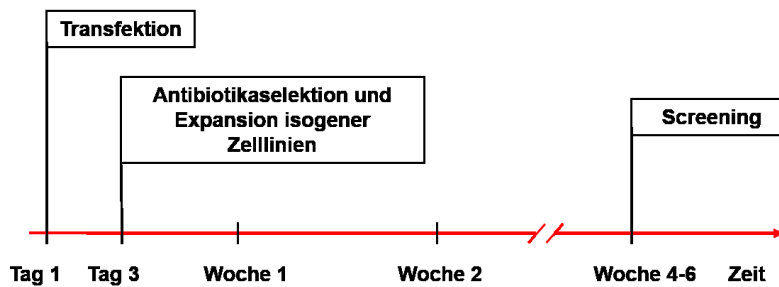 Transfektion
Antibiotikaselektion und
Expansion isogener
Zelllinien
Screening
Tag 1 Tag 3 Woche 1 Woche 2 Woche 4-6 Zeit